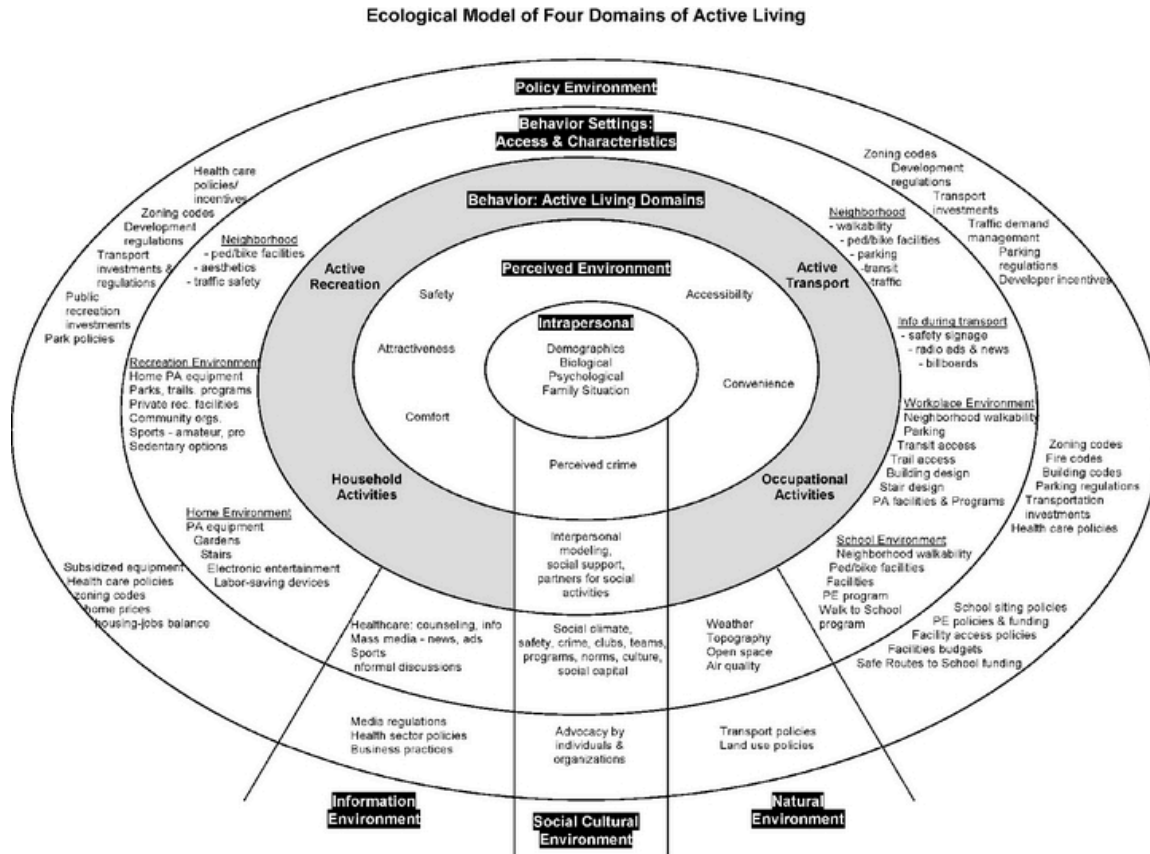 Ecological Model of Four Domains of Active Living
Policy Environment
Behavior Settings:
Access & Characteristics
Behavior: Active Living Domains
Perceived Environment
Intrapersonal
Demographics
Biological
Psychological
Family Situation
Safety
Attractiveness
Comfort
Accessibility
Convenience
Perceived crime
Active
Recreation
Active
Transport
Household
Activities
Occupational
Activities
Health care
policies/
incentives
Zoning codes
Development
regulations
Transport
investments &
regulations
Public
recreation
investments
Park policies
Neighborhood
- ped/bike facilities
- aesthetics
- traffic safety
Recreation Environment
Home PA equipment
Parks, trails. programs
Private rec. facilities
Community orgs.
Sports - amateur, pro
Sedentary options
Home Environment
PA equipment
Gardens
Stairs
Electronic entertainment
Labor-saving devices
Subsidized equipment
Health care policies
zoning codes
home prices
housing-jobs balance
Zoning codes
Development
regulations
Transport
investments
Traffic demand
management
Parking
regulations
Developer incentives
Neighborhood
- walkability
- ped/bike facilities
- parking
-transit
- traffic
Info during transport
- safety signage
- radio ads & news
- billboards
Workplace Environment
Neighborhood walkability
Parking
Transit access
Trail access
Building design
Stair design
PA facilities & Programs
Zoning codes
Fire codes
Building codes
Parking regulations
Transportation
investments
Health care policies
School Environment
Neighborhood walkability
Ped/bike facilities
Facilities
PE program
Walk to School
program
School siting policies
PE policies & funding
Facility access policies
Facilities budgets
Safe Routes to School funding
Interpersonal
modeling,
social support,
partners for social
activities
Healthcare: counseling, info
Mass media - news, ads
Sports
nformal discussions
Social climate,
safety, crime, clubs, teams,
programs, norms, culture,
social capital
Weather
Topography
Open space
Air quality
Media regulations
Health sector policies
Business practices
Advocacy by
individuals &
organizations
Transport policies
Land use policies
Information
Environment
Social Cultural
Environment
Natural
Environment